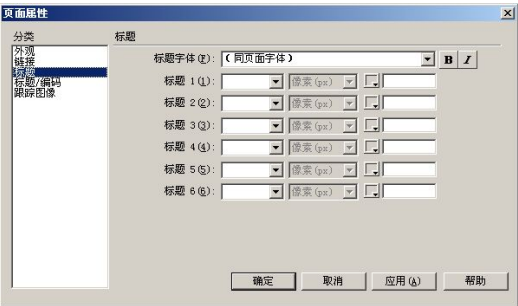 页面属性
分类
外观
链接
标题
标题/编码
跟踪图像
标题
标题字体(F): (同页面字体) B I
标题 1(1): 像素(px)
标题 2(2): 像素(px)
标题 3(3): 像素(px)
标题 4(4): 像素(px)
标题 5(5): 像素(px)
标题 6(6): 像素(px)
确定 取消 应用(A) 帮助